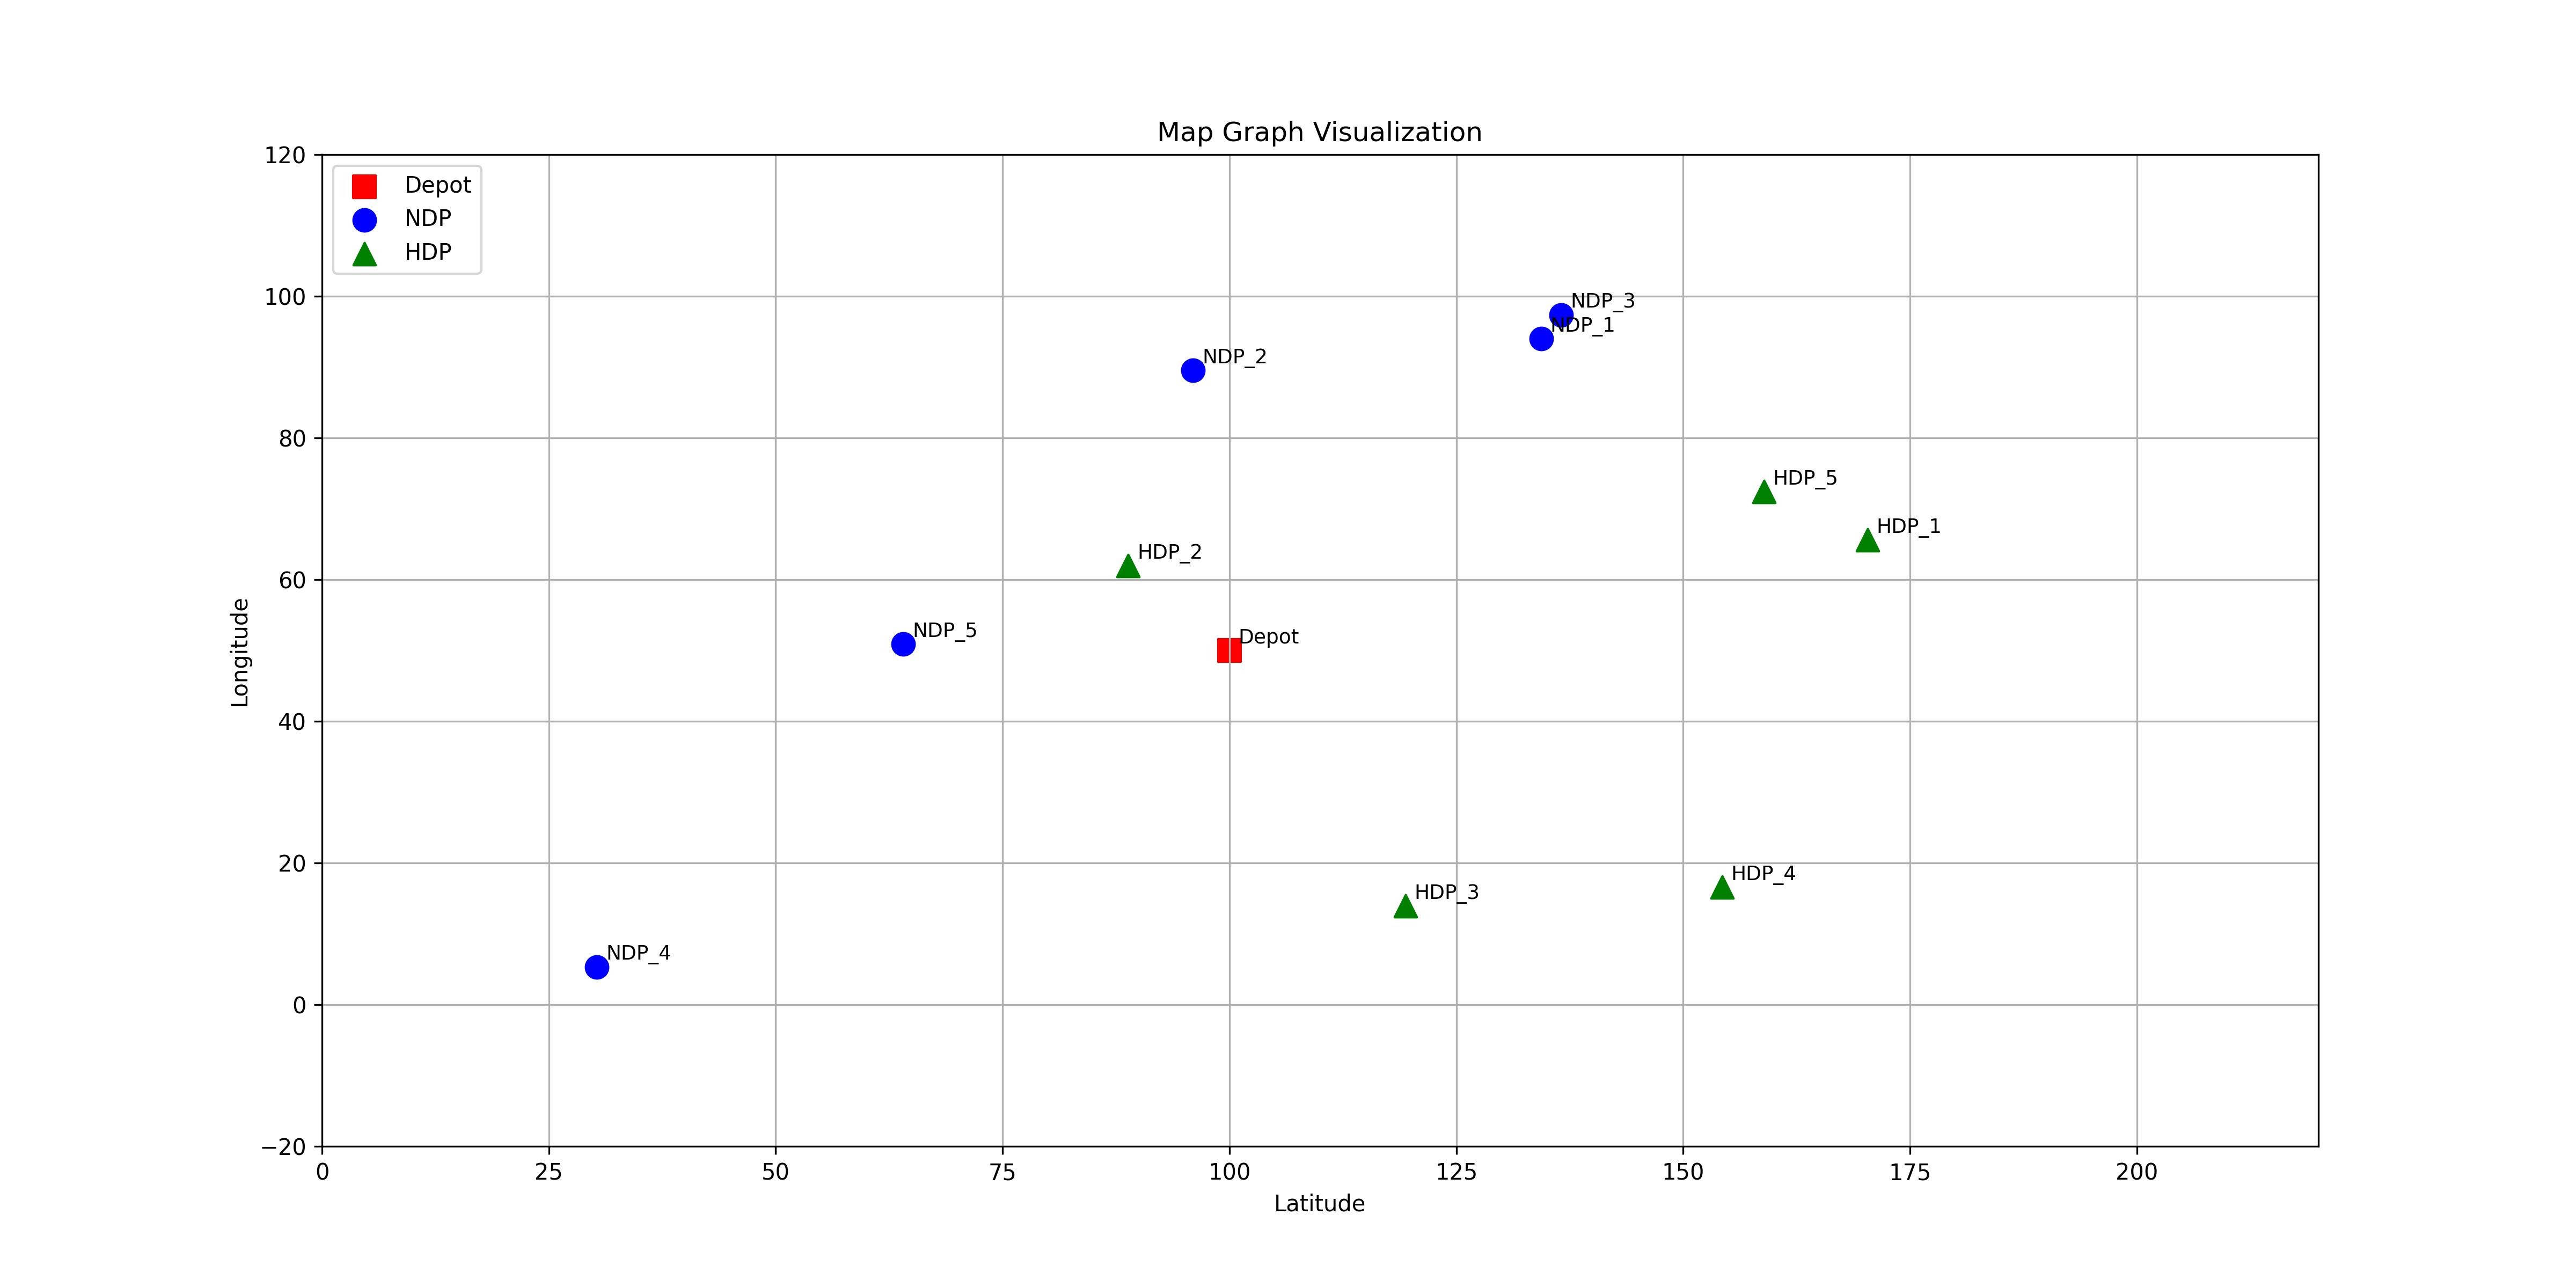 Map Graph Visualization
Depot
NDP
HDP
120
100
80
60
40
20
0
−20
Longitude
NDP_3
NDP_1
NDP_2
HDP_5
HDP_1
HDP_2
NDP_5
Depot
HDP_4
HDP_3
NDP_4
0 25 50 75 100 125 150 175 200
Latitude